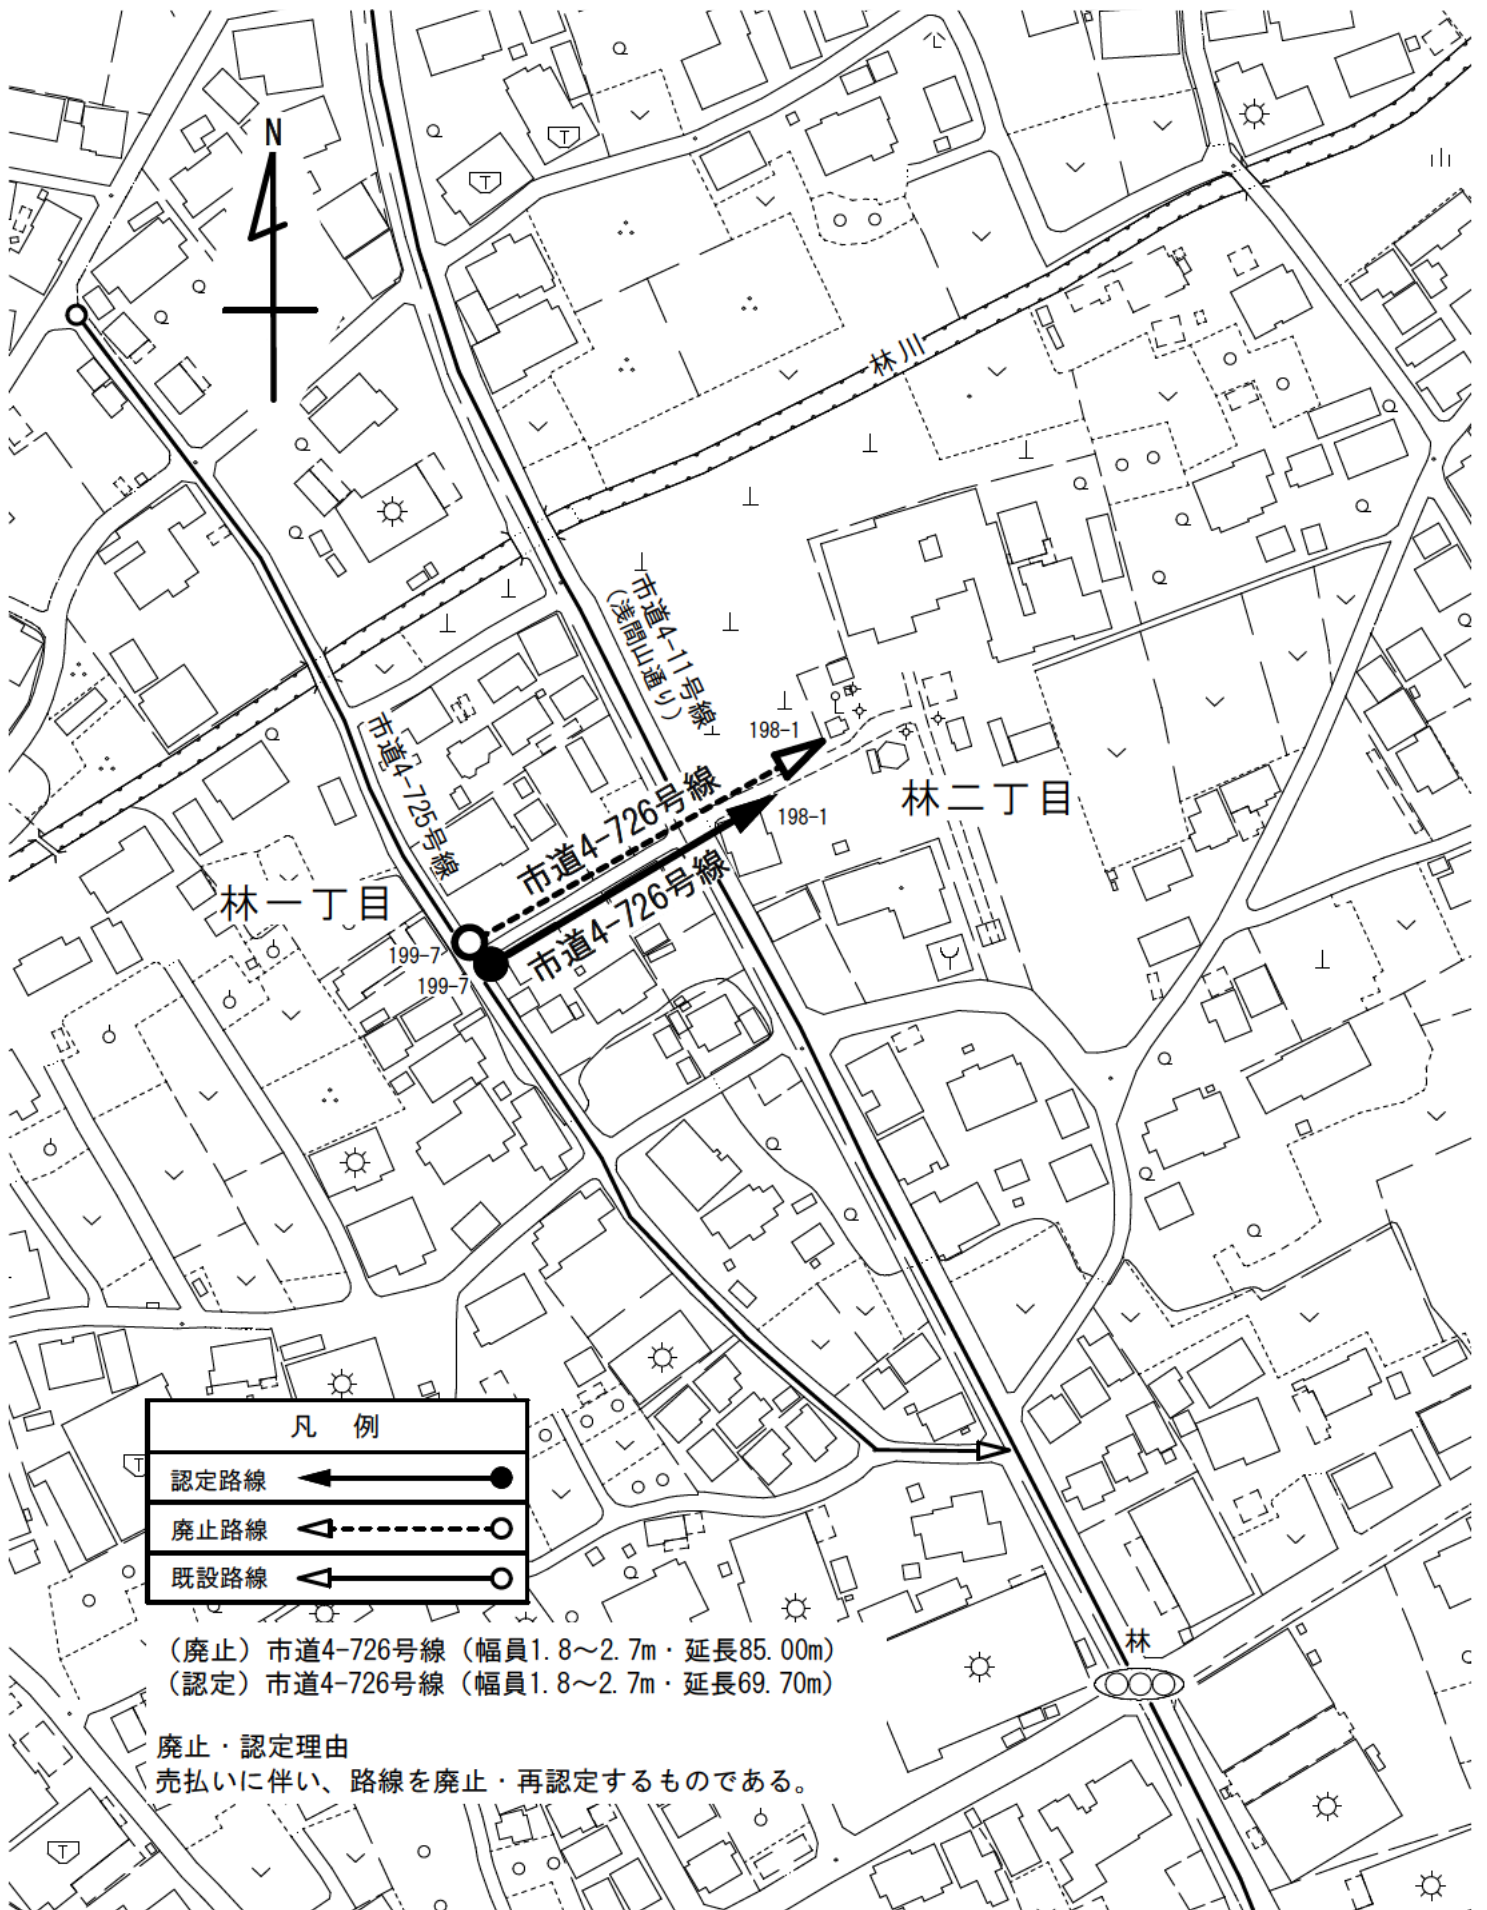 N
林川
市道4-11号線
(浅間山通り)
市道4-725号線
198-1
市道4-726号線
198-1
林二丁目
市道4-726号線
林一丁目
199-7
199-7
凡 例
認定路線
廃止路線
既設路線
林
(廃止) 市道4-726号線 (幅員1.8~2.7m・延長85.00m)
(認定) 市道4-726号線 (幅員1.8~2.7m・延長69.70m)
廃止・認定理由
売払いに伴い、路線を廃止・再認定するものである。